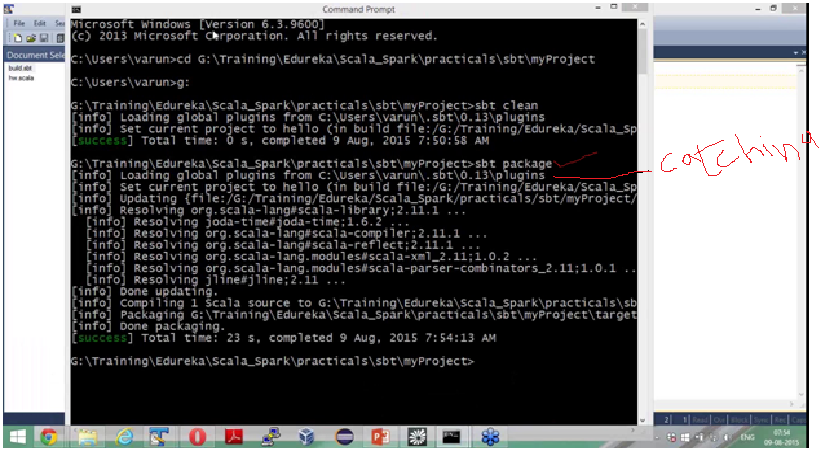 Command Prompt
File Edit
Document Sele
build.sbt
hw.scala
Microsoft Windows [Version 6.3.9600]
(c) 2013 Microsoft Corporation. All rights reserved.
C:\Users\varun>cd G:\Training\Edureka\Scala_Spark\practicals\sbt\myProject
C:\Users\varun>g:
G:\Training\Edureka\Scala_Spark\practicals\sbt\myProject>sbt clean
[info] Loading global plugins from C:\Users\varun\.sbt\0.13\plugins
[info] Set current project to hello (in build file:/G:/Training/Edureka/Scala_Sp
[success] Total time: 0 s, completed 9 Aug, 2015 7:50:58 AM
G:\Training\Edureka\Scala_Spark\practicals\sbt\myProject>sbt package
[info] Loading global plugins from C:\Users\varun\.sbt\0.13\plugins
catching
[info] Set current project to hello (in build file:/G:/Training/Edureka/Scala_Sp
[info] Updating {file:/G:/Training/Edureka/Scala_Spark/practicals/sbt/myProject/
[info] Resolving org.scala-lang#scala-library;2.11.1 ...
[info] Resolving joda-time#joda-time;1.6.2 ...
[info] Resolving org.scala-lang#scala-compiler;2.11.1 ...
[info] Resolving org.scala-lang#scala-reflect;2.11.1 ...
[info] Resolving org.scala-lang.modules#scala-xml_2.11;1.0.2 ...
[info] Resolving org.scala-lang.modules#scala-parser-combinators_2.11;1.0.1 ..
[info] Resolving jline#jline;2.11 ...
[info] Done updating.
[info] Compiling 1 Scala source to G:\Training\Edureka\Scala_Spark\practicals\sb
[info] Packaging G:\Training\Edureka\Scala_Spark\practicals\sbt\myProject\target
[info] Done packaging.
[success] Total time: 23 s, completed 9 Aug, 2015 7:54:13 AM
G:\Training\Edureka\Scala_Spark\practicals\sbt\myProject>
ENG
07:54
09-08-2015